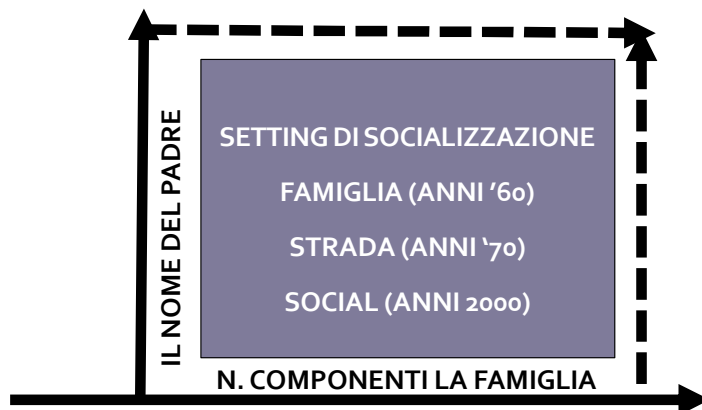 IL NOME DEL PADRE
SETTING DI SOCIALIZZAZIONE
FAMIGLIA (ANNI '60)
STRADA (ANNI '70)
SOCIAL (ANNI 2000)
N. COMPONENTI LA FAMIGLIA